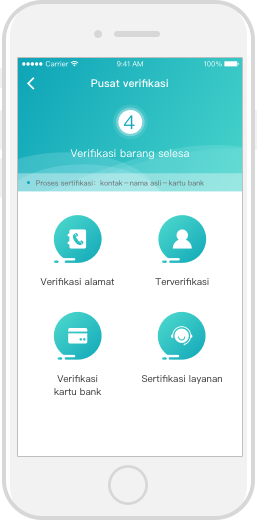 Carrier 9:41 AM 100%
Pusat verifikasi
4
Verifikasi barang selesa
• Proses sertifikasi: kontak–nama asli–kartu bank
Verifikasi alamat Terverifikasi
Verifikasi Sertifikasi layanan
kartu bank